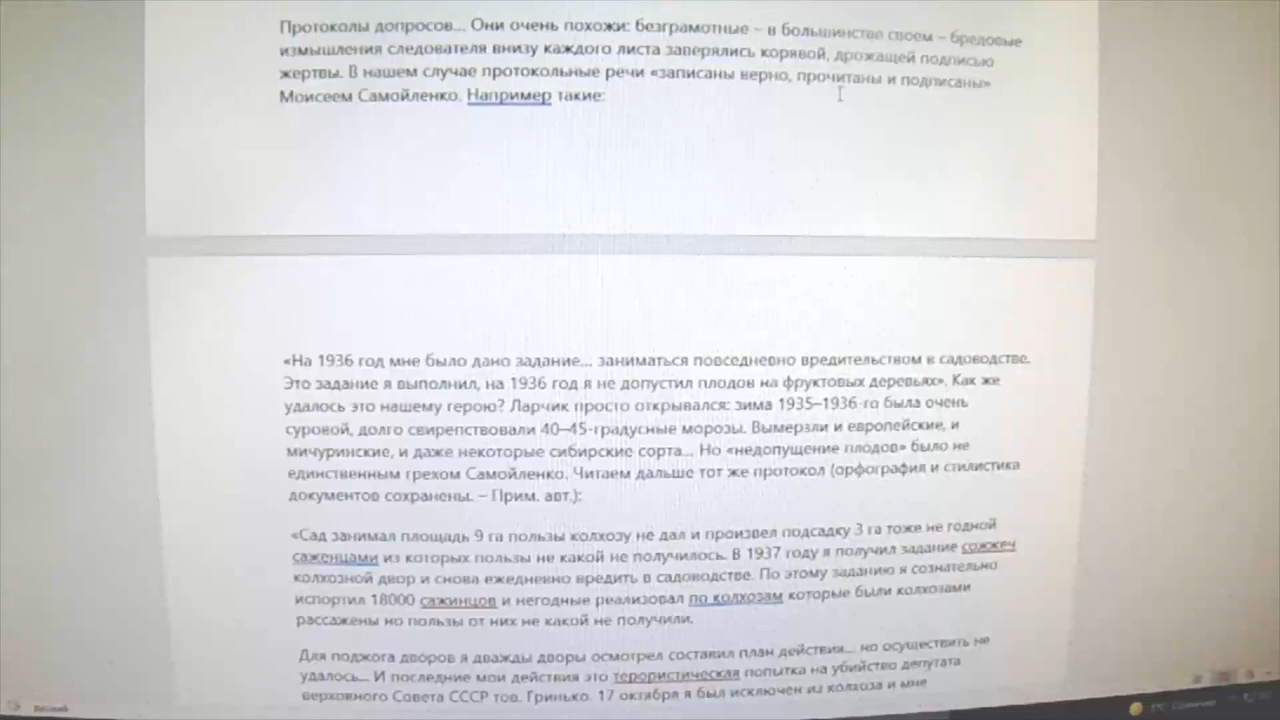 Протоколы допросов... Они очень похожи: безграмотные – в большинстве своем – бредовые
измышления следователя внизу каждого листа заверялись корявой, дрожащей подписью
жертвы. В нашем случае протокольные речи «записаны верно, прочитаны и подписаны»
Моисеем Самойленко. Например такие:
«На 1936 год мне было дано задание... заниматься повседневно вредительством в садоводстве.
Это задание я выполнил, на 1936 год я не допустил плодов на фруктовых деревьях». Как же
удалось это нашему герою? Ларчик просто открывался: зима 1935–1936-го была очень
суровой, долго свирепствовали 40–45-градусные морозы. Вымерзли и европейские, и
мичуринские, и даже некоторые сибирские сорта... Но «недопущение плодов» было не
единственным грехом Самойленко. Читаем дальше тот же протокол (орфография и стилистика
документов сохранены. – Прим. авт.):
«Сад занимал площадь 9 га пользы колхозу не дал и произвел подсадку 3 га тоже не годной
саженцами из которых пользы не какой не получилось. В 1937 году я получил задание сожжеч
колхозной двор и снова ежедневно вредить в садоводстве. По этому заданию я сознательно
испортил 18000 сажинцов и негодные реализовал по колхозам которые были колхозами
рассажены но пользы от них не какой не получили.
Для поджога дворов я дважды дворы осмотрел составил план действия... но осуществить не
удалось... И последние мои действия это терористическая попытка на убийство депутата
верховного Совета СССР тов. Гринько. 17 октября я был исключен из колхоза и мне